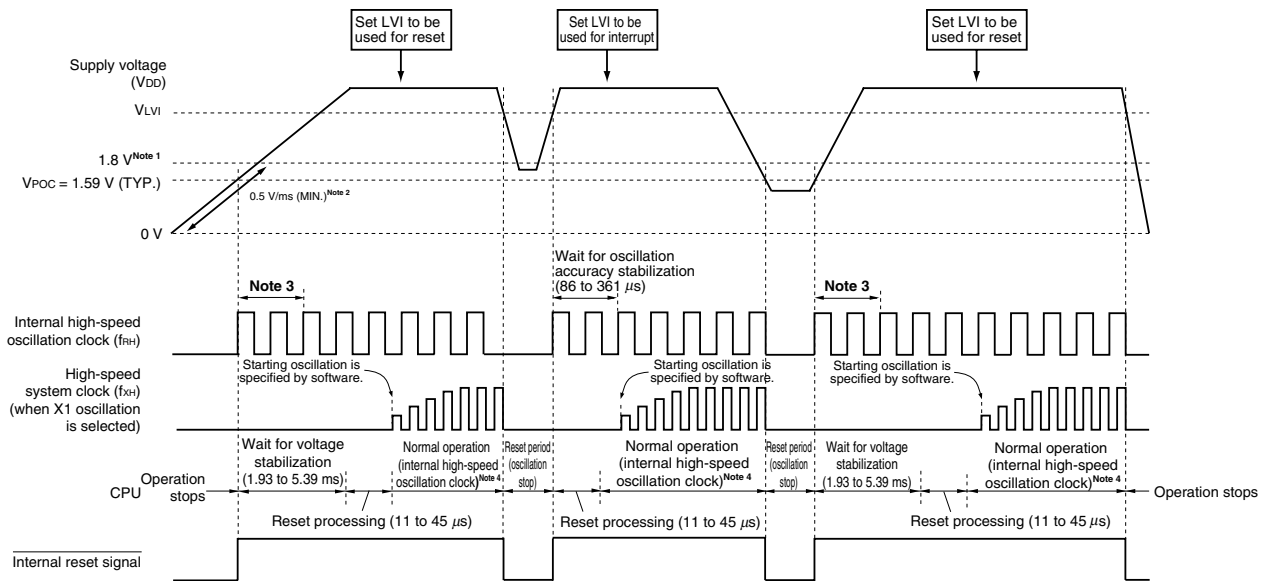 Set LVI to be
used for reset
Set LVI to be
used for interrupt
Set LVI to be
used for reset
Supply voltage
(VDD)
VLVI
1.8 VNote 1
VPOC = 1.59 V (TYP.)
0.5 V/ms (MIN.)Note 2
0 V
Wait for oscillation
accuracy stabilization
(86 to 361 μs)
Note 3
Note 3
Internal high-speed
oscillation clock (fRH)
High-speed
system clock (fXH)
(when X1 oscillation
is selected)
Starting oscillation is
specified by software.
Starting oscillation is
specified by software.
Starting oscillation is
specified by software.
CPU
Operation
stops
Wait for voltage
stabilization
(1.93 to 5.39 ms)
Normal operation
(internal high-speed
oscillation clock)Note 4
Reset period
(oscillation
stop)
Normal operation
(internal high-speed
oscillation clock)Note 4
Reset period
(oscillation
stop)
Wait for voltage
stabilization
(1.93 to 5.39 ms)
Normal operation
(internal high-speed
oscillation clock)Note 4
Operation stops
Reset processing (11 to 45 μs)
Reset processing (11 to 45 μs)
Reset processing (11 to 45 μs)
Internal reset signal